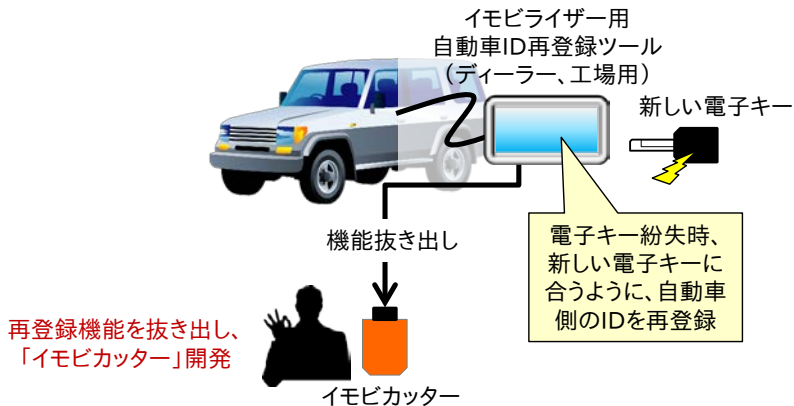 イモビライザー用
自動車ID再登録ツール
（ディーラー、工場用）
新しい電子キー
電子キー紛失時、
新しい電子キーに
合うように、自動車
側のIDを再登録
機能抜き出し
再登録機能を抜き出し、
「イモビカッター」開発
イモビカッター